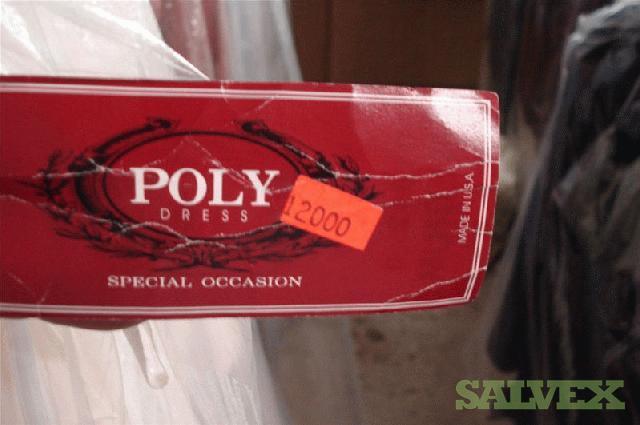 POLY
DRESS
12000
SPECIAL OCCASION
MADE IN U.S.A.
SALVEX